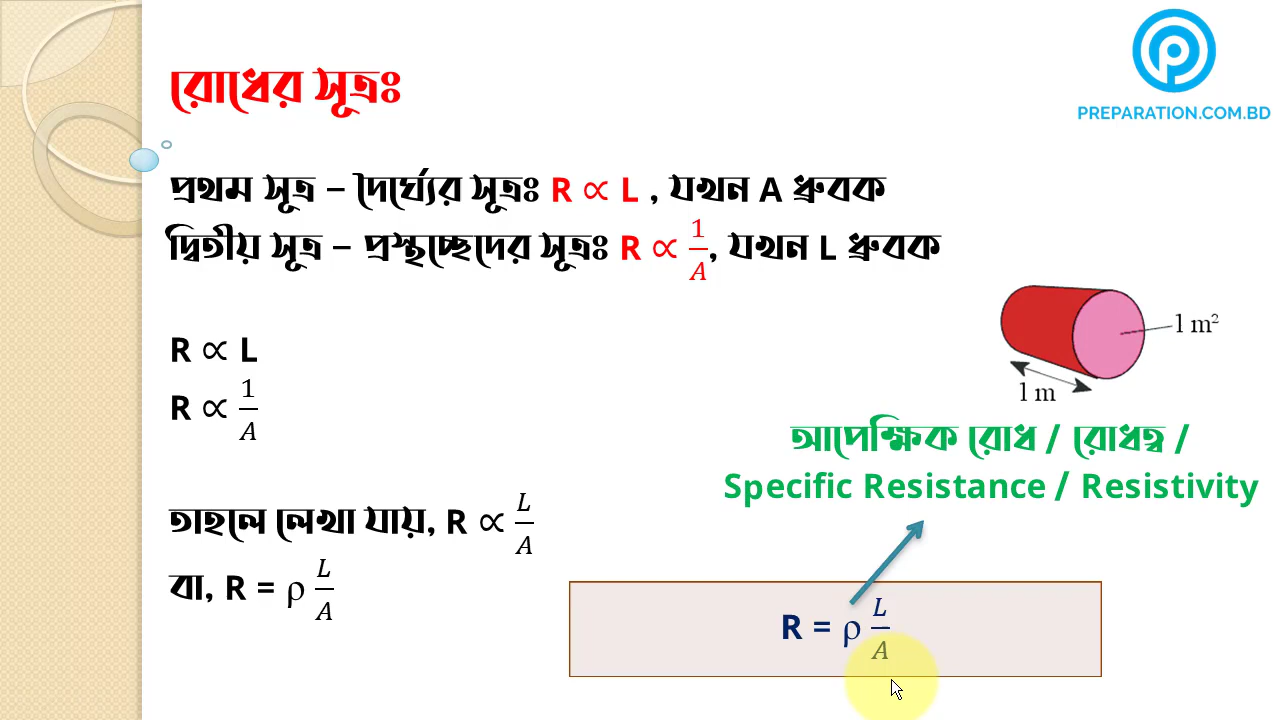 রোধের সূত্রঃ
PREPARATION.COM.BD
প্রথম সূত্র – দৈর্ঘ্যের সূত্রঃ R ∝ L , যখন A ধ্রুবক
দ্বিতীয় সূত্র – প্রস্থচ্ছেদের সূত্রঃ R ∝ 1/A, যখন L ধ্রুবক
R ∝ L
R ∝ 1/A
1 m²
1 m
আপেক্ষিক রোধ / রোধত্ব /
Specific Resistance / Resistivity
তাহলে লেখা যায়, R ∝ L/A
বা, R = ρ L/A
R = ρ L/A